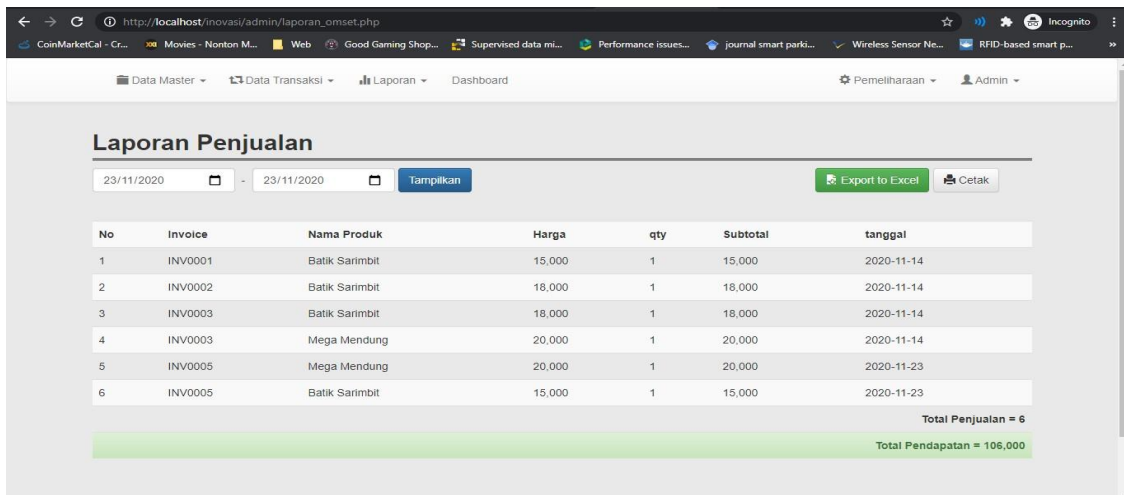 http://localhost/inovasi/admin/laporan_omset.php Incognito
CoinMarketCal - Cr... Movies - Nonton M... Web Good Gaming Shop... Supervised data mi... Performance issues... journal smart parki... Wireless Sensor Ne... RFID-based smart p... »
Data Master Data Transaksi Laporan Dashboard Pemeliharaan Admin
Laporan Penjualan
23/11/2020 - 23/11/2020 Tampilkan Export to Excel Cetak
No Invoice Nama Produk Harga qty Subtotal tanggal
1 INV0001 Batik Sarimbit 15,000 1 15,000 2020-11-14
2 INV0002 Batik Sarimbit 18,000 1 18,000 2020-11-14
3 INV0003 Batik Sarimbit 18,000 1 18,000 2020-11-14
4 INV0003 Mega Mendung 20,000 1 20,000 2020-11-14
5 INV0005 Mega Mendung 20,000 1 20,000 2020-11-23
6 INV0005 Batik Sarimbit 15,000 1 15,000 2020-11-23
Total Penjualan = 6
Total Pendapatan = 106,000